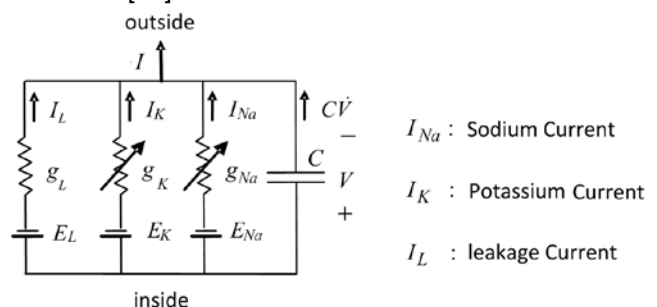 outside
I
I_L I_K I_Na CV̇
−
g_L g_K g_Na C V
+
E_L E_K E_Na
inside
I_Na : Sodium Current
I_K : Potassium Current
I_L : leakage Current